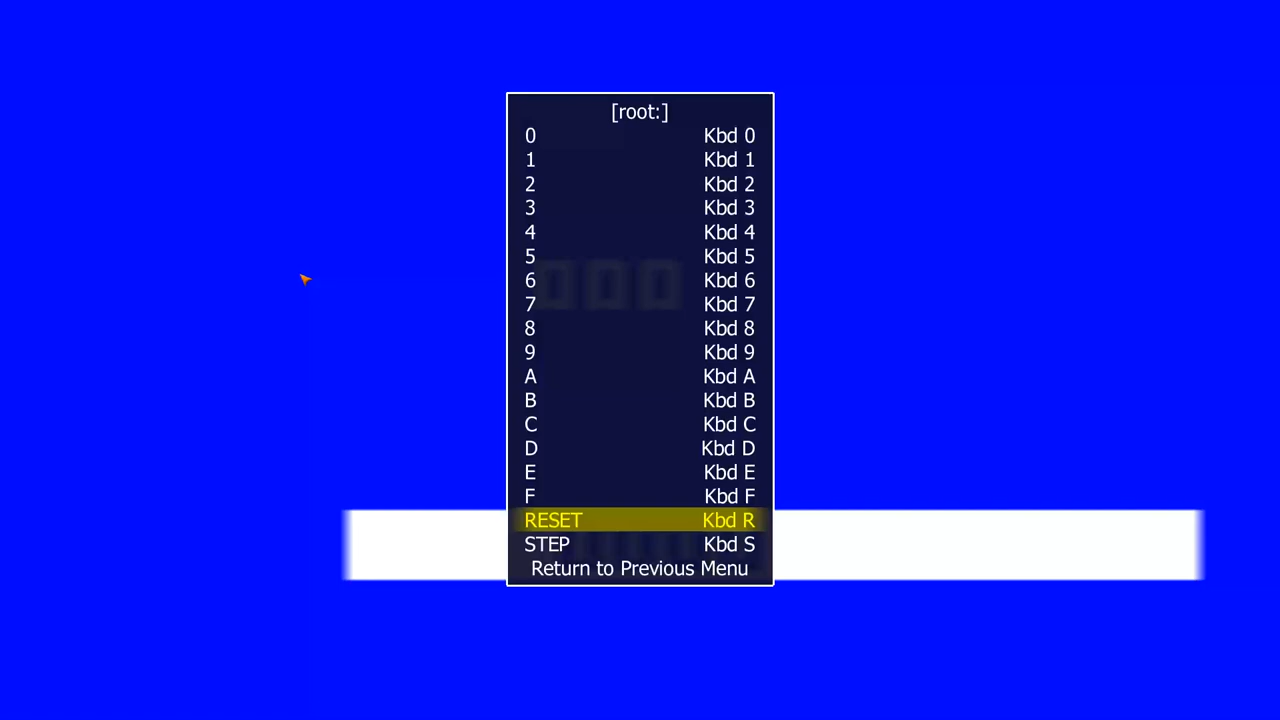 [root:]
0 Kbd 0
1 Kbd 1
2 Kbd 2
3 Kbd 3
4 Kbd 4
5 Kbd 5
6 Kbd 6
7 Kbd 7
8 Kbd 8
9 Kbd 9
A Kbd A
B Kbd B
C Kbd C
D Kbd D
E Kbd E
F Kbd F
RESET Kbd R
STEP Kbd S
Return to Previous Menu